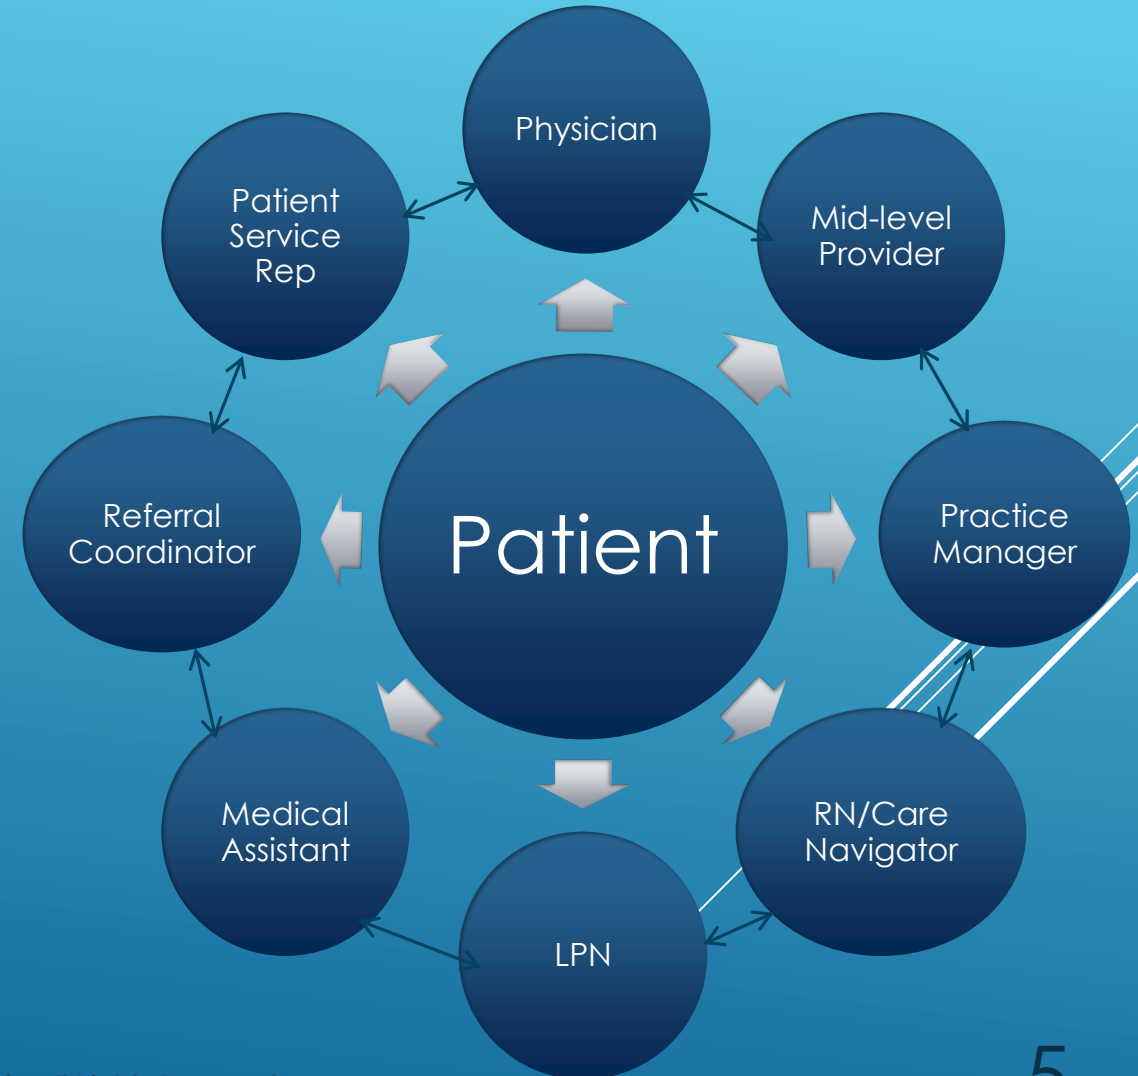 Physician
Patient
Service
Rep
Mid-level
Provider
Referral
Coordinator
Patient
Practice
Manager
Medical
Assistant
RN/Care
Navigator
LPN
5